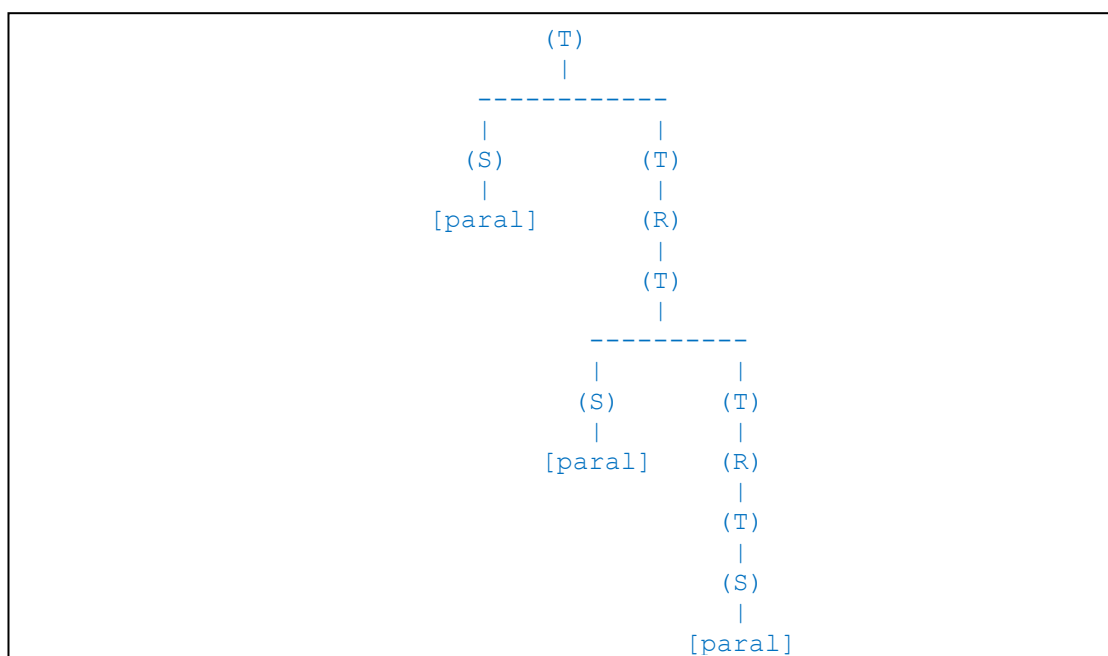 (T)
|
------------
| |
(S) (T)
| |
[paral] (R)
|
(T)
|
----------
| |
(S) (T)
| |
[paral] (R)
|
(T)
|
(S)
|
[paral]